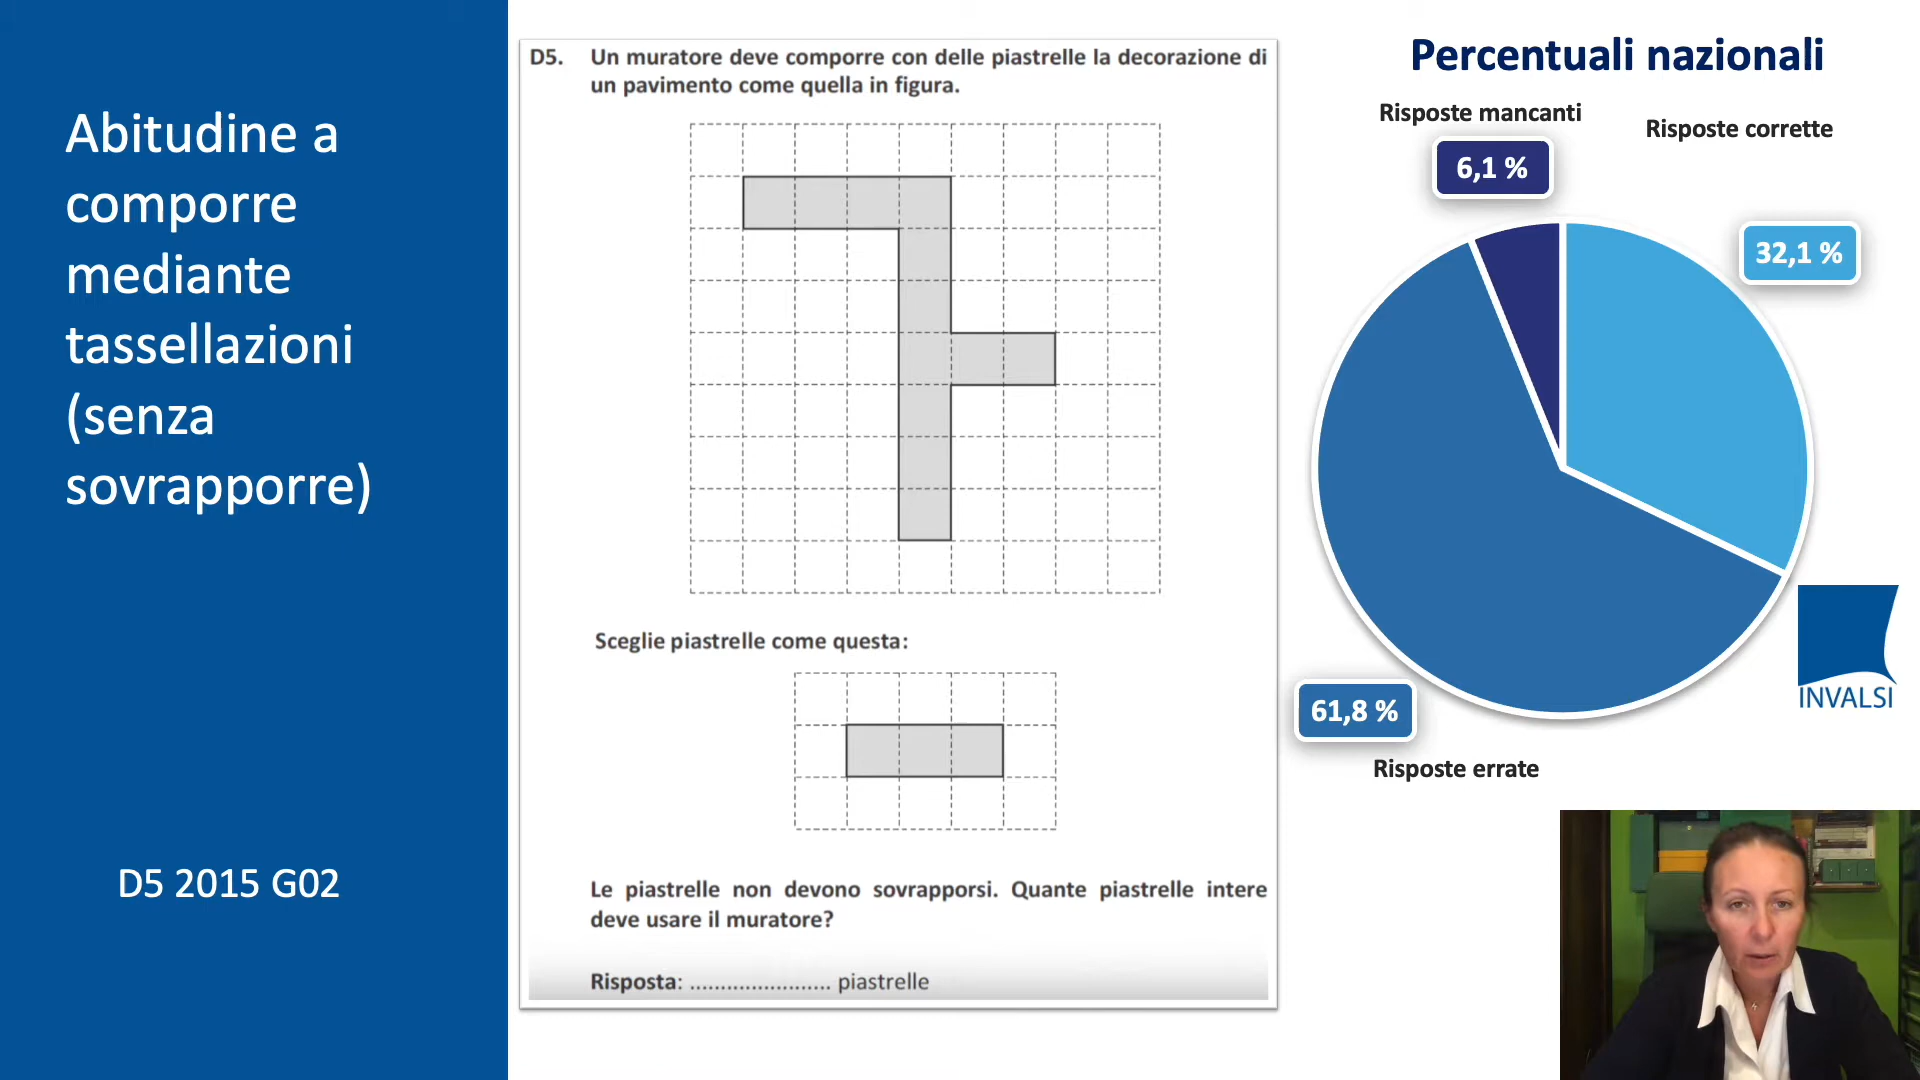 Abitudine a
comporre
mediante
tassellazioni
(senza
sovrapporre)
D5 2015 G02
D5. Un muratore deve comporre con delle piastrelle la decorazione di
un pavimento come quella in figura.
Sceglie piastrelle come questa:
Le piastrelle non devono sovrapporsi. Quante piastrelle intere
deve usare il muratore?
Risposta: ....................... piastrelle
Percentuali nazionali
Risposte mancanti
6,1 %
Risposte corrette
32,1 %
61,8 %
Risposte errate
INVALSI